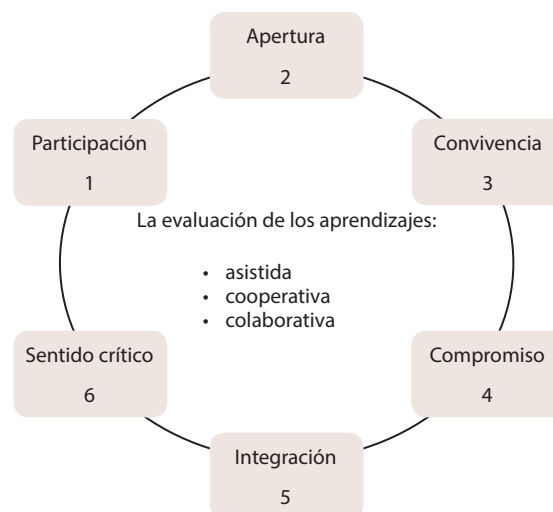 Apertura
2
Participación
1
Convivencia
3
La evaluación de los aprendizajes:
• asistida
• cooperativa
• colaborativa
Sentido crítico
6
Compromiso
4
Integración
5